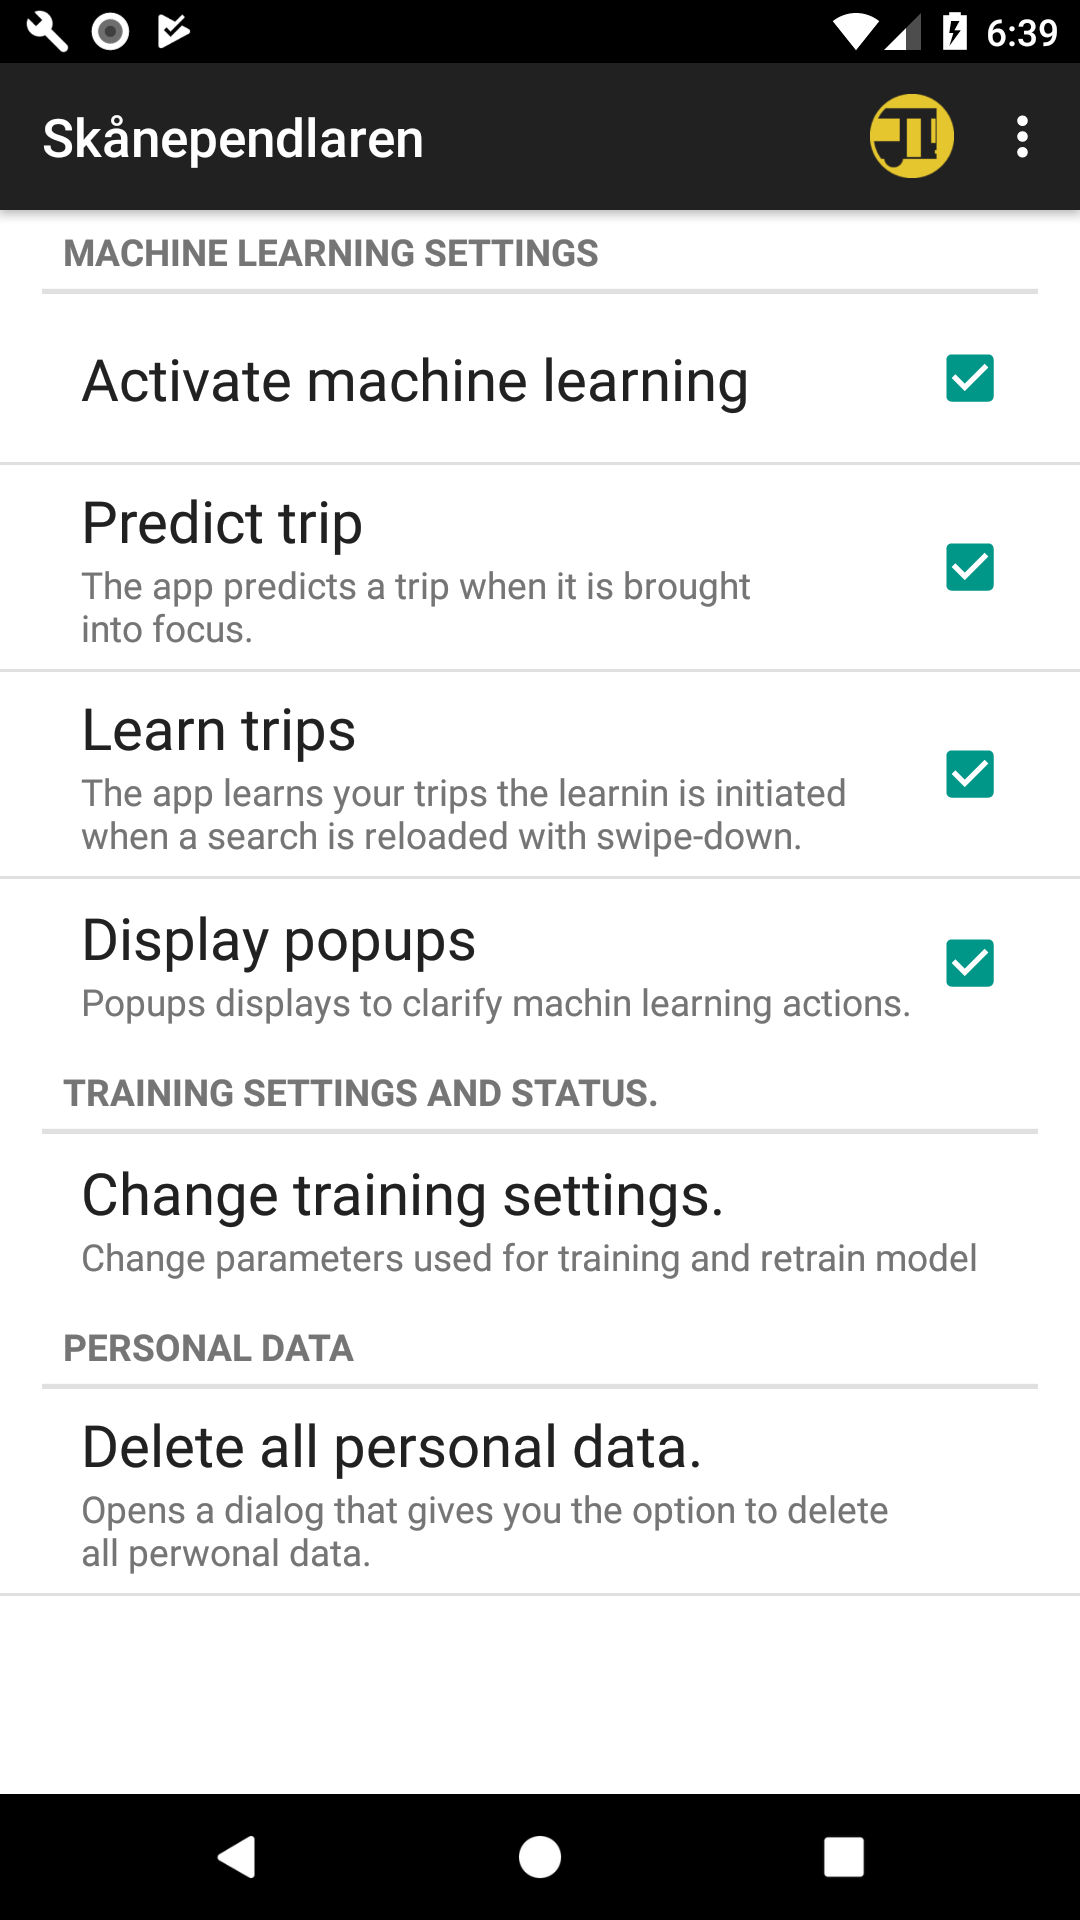 6:39
Skånependlaren
MACHINE LEARNING SETTINGS
Activate machine learning
Predict trip
The app predicts a trip when it is brought
into focus.
Learn trips
The app learns your trips the learnin is initiated
when a search is reloaded with swipe-down.
Display popups
Popups displays to clarify machin learning actions.
TRAINING SETTINGS AND STATUS.
Change training settings.
Change parameters used for training and retrain model
PERSONAL DATA
Delete all personal data.
Opens a dialog that gives you the option to delete
all perwonal data.